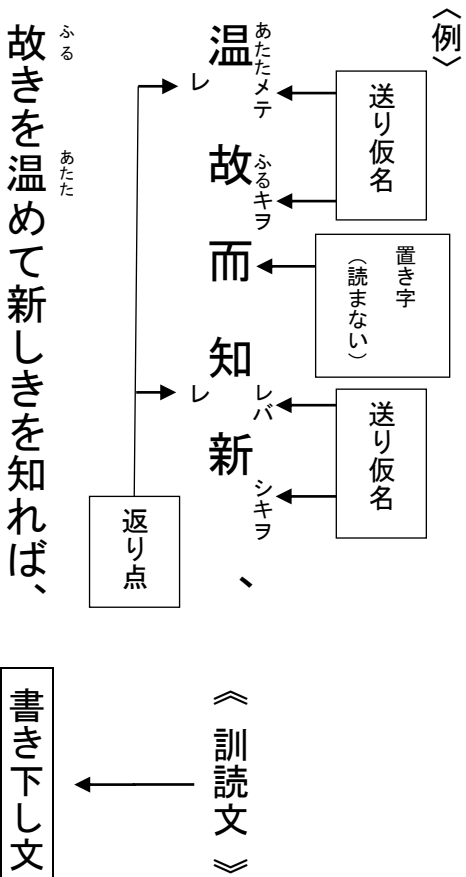 〈例〉
送り仮名
置き字
(読まない)
送り仮名
温故而知新、
あたたメテ
ふるキヲ
レバ
シキヲ
レ
レ
返り点
故きを温めて新しきを知れば、
ふる
あたた
《訓読文》
書き下し文